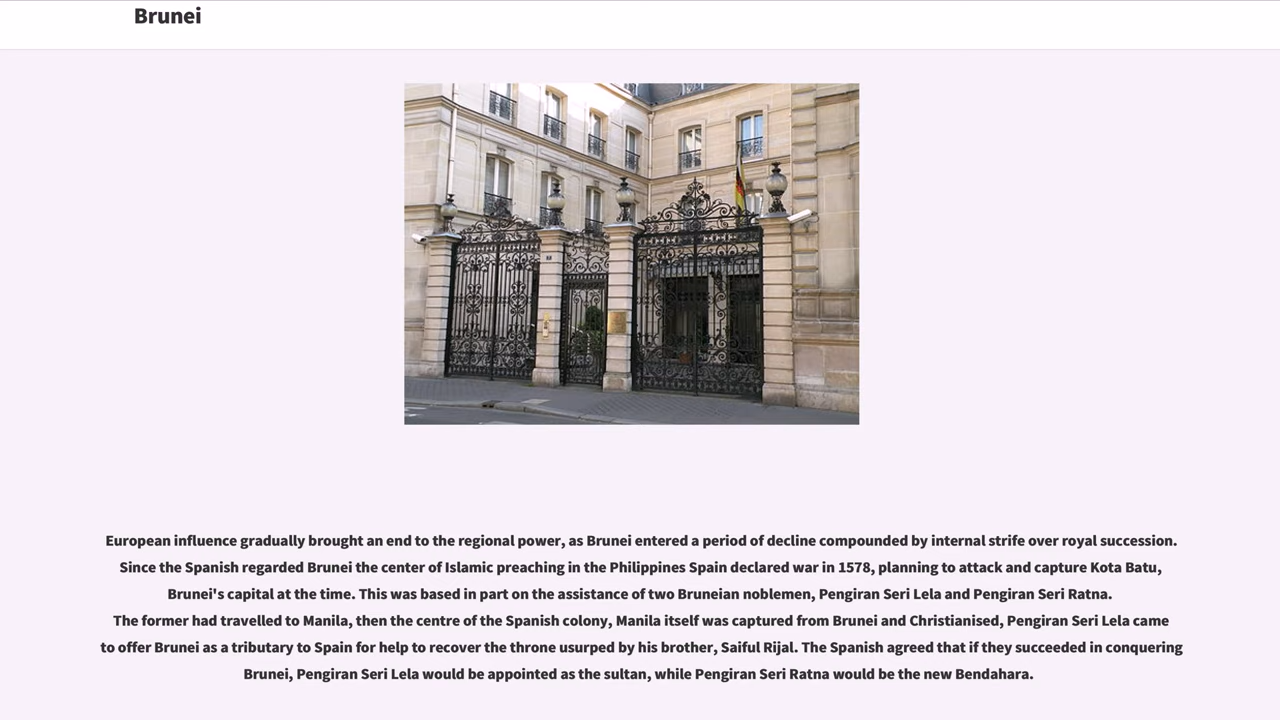 Brunei
European influence gradually brought an end to the regional power, as Brunei entered a period of decline compounded by internal strife over royal succession.
Since the Spanish regarded Brunei the center of Islamic preaching in the Philippines Spain declared war in 1578, planning to attack and capture Kota Batu,
Brunei's capital at the time. This was based in part on the assistance of two Bruneian noblemen, Pengiran Seri Lela and Pengiran Seri Ratna.
The former had travelled to Manila, then the centre of the Spanish colony, Manila itself was captured from Brunei and Christianised, Pengiran Seri Lela came
to offer Brunei as a tributary to Spain for help to recover the throne usurped by his brother, Saiful Rijal. The Spanish agreed that if they succeeded in conquering
Brunei, Pengiran Seri Lela would be appointed as the sultan, while Pengiran Seri Ratna would be the new Bendahara.